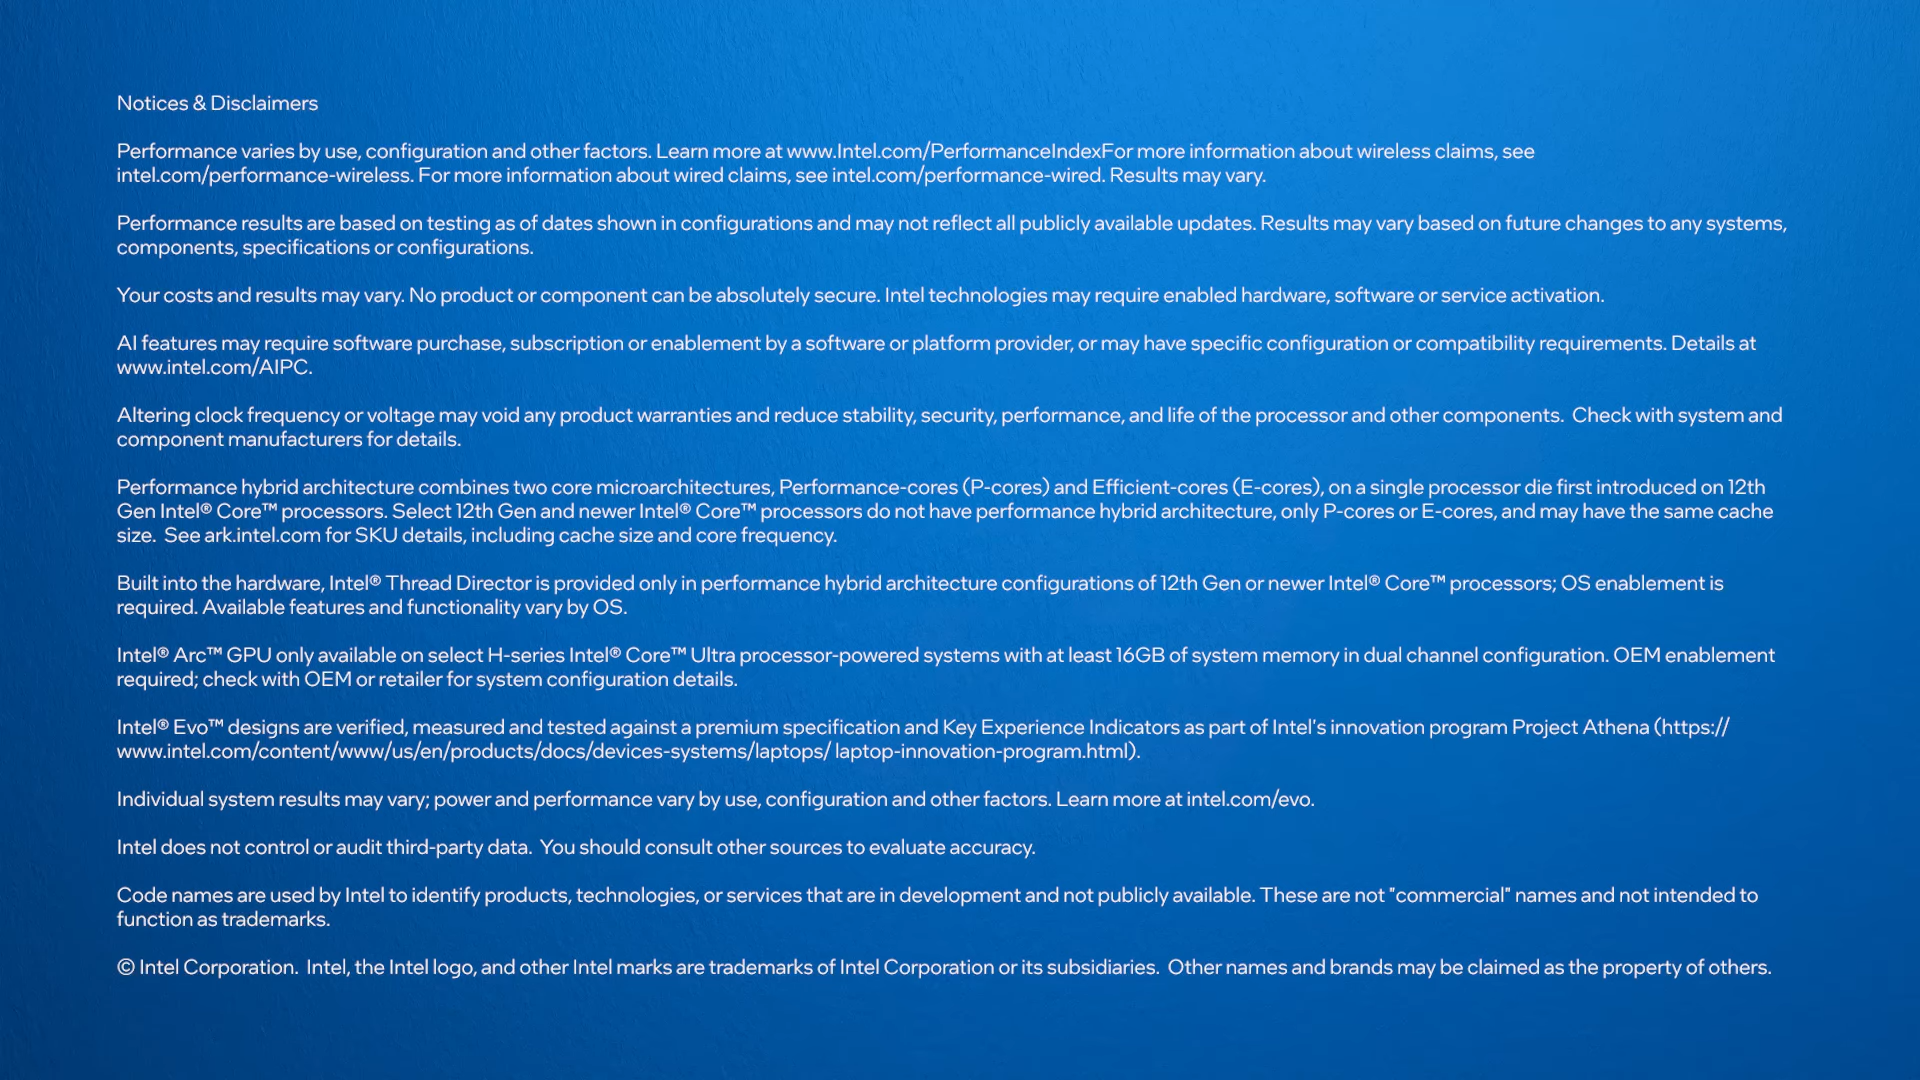 Notices & Disclaimers
Performance varies by use, configuration and other factors. Learn more at www.Intel.com/PerformanceIndexFor more information about wireless claims, see
intel.com/performance-wireless. For more information about wired claims, see intel.com/performance-wired. Results may vary.
Performance results are based on testing as of dates shown in configurations and may not reflect all publicly available updates. Results may vary based on future changes to any systems,
components, specifications or configurations.
Your costs and results may vary. No product or component can be absolutely secure. Intel technologies may require enabled hardware, software or service activation.
AI features may require software purchase, subscription or enablement by a software or platform provider, or may have specific configuration or compatibility requirements. Details at
www.intel.com/AIPC.
Altering clock frequency or voltage may void any product warranties and reduce stability, security, performance, and life of the processor and other components.  Check with system and
component manufacturers for details.
Performance hybrid architecture combines two core microarchitectures, Performance-cores (P-cores) and Efficient-cores (E-cores), on a single processor die first introduced on 12th
Gen Intel® Core™ processors. Select 12th Gen and newer Intel® Core™ processors do not have performance hybrid architecture, only P-cores or E-cores, and may have the same cache
size.  See ark.intel.com for SKU details, including cache size and core frequency.
Built into the hardware, Intel® Thread Director is provided only in performance hybrid architecture configurations of 12th Gen or newer Intel® Core™ processors; OS enablement is
required. Available features and functionality vary by OS.
Intel® Arc™ GPU only available on select H-series Intel® Core™ Ultra processor-powered systems with at least 16GB of system memory in dual channel configuration. OEM enablement
required; check with OEM or retailer for system configuration details.
Intel® Evo™ designs are verified, measured and tested against a premium specification and Key Experience Indicators as part of Intel's innovation program Project Athena (https://
www.intel.com/content/www/us/en/products/docs/devices-systems/laptops/ laptop-innovation-program.html).
Individual system results may vary; power and performance vary by use, configuration and other factors. Learn more at intel.com/evo.
Intel does not control or audit third-party data.  You should consult other sources to evaluate accuracy.
Code names are used by Intel to identify products, technologies, or services that are in development and not publicly available. These are not "commercial" names and not intended to
function as trademarks.
© Intel Corporation.  Intel, the Intel logo, and other Intel marks are trademarks of Intel Corporation or its subsidiaries.  Other names and brands may be claimed as the property of others.